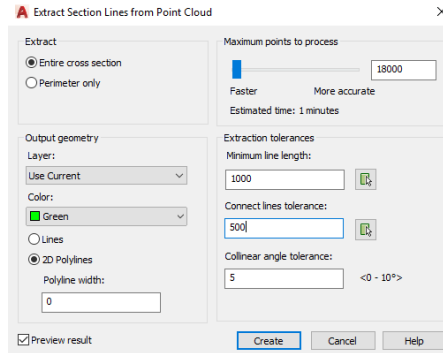 Extract Section Lines from Point Cloud
Extract
Entire cross section
Perimeter only
Maximum points to process
18000
Faster
More accurate
Estimated time: 1 minutes
Output geometry
Layer:
Use Current
Color:
Green
Lines
2D Polylines
Polyline width:
0
Extraction tolerances
Minimum line length:
1000
Connect lines tolerance:
500
Collinear angle tolerance:
5 <0 - 10°>
Preview result
Create Cancel Help